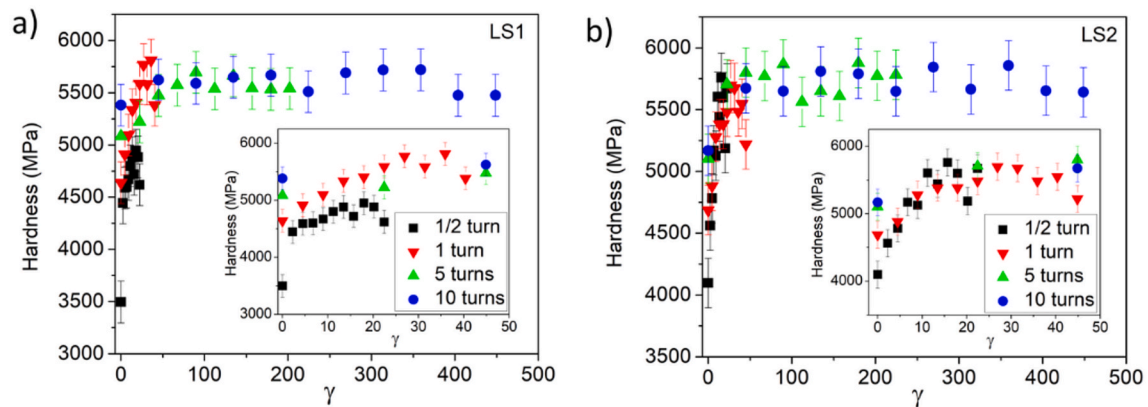 a)
LS1
Hardness (MPa)
6000
5500
5000
4500
4000
3500
3000
0 100 200 300 400 500
γ
Hardness (MPa)
6000
5000
4000
3000
0 10 20 30 40 50
γ
1/2 turn
1 turn
5 turns
10 turns
b)
LS2
Hardness (MPa)
6000
5500
5000
4500
4000
3500
0 100 200 300 400 500
γ
Hardness (MPa)
6000
5000
4000
0 10 20 30 40 50
γ
1/2 turn
1 turn
5 turns
10 turns